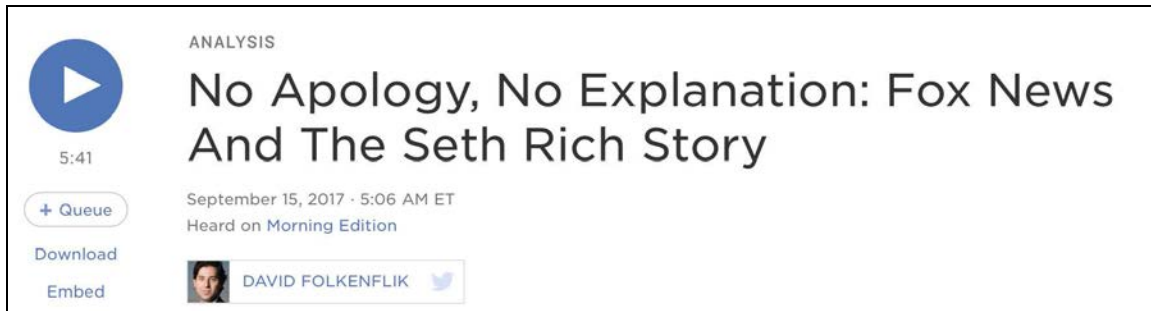 ANALYSIS
No Apology, No Explanation: Fox News
And The Seth Rich Story
5:41
September 15, 2017 · 5:06 AM ET
+ Queue
Heard on Morning Edition
Download
DAVID FOLKENFLIK
Embed